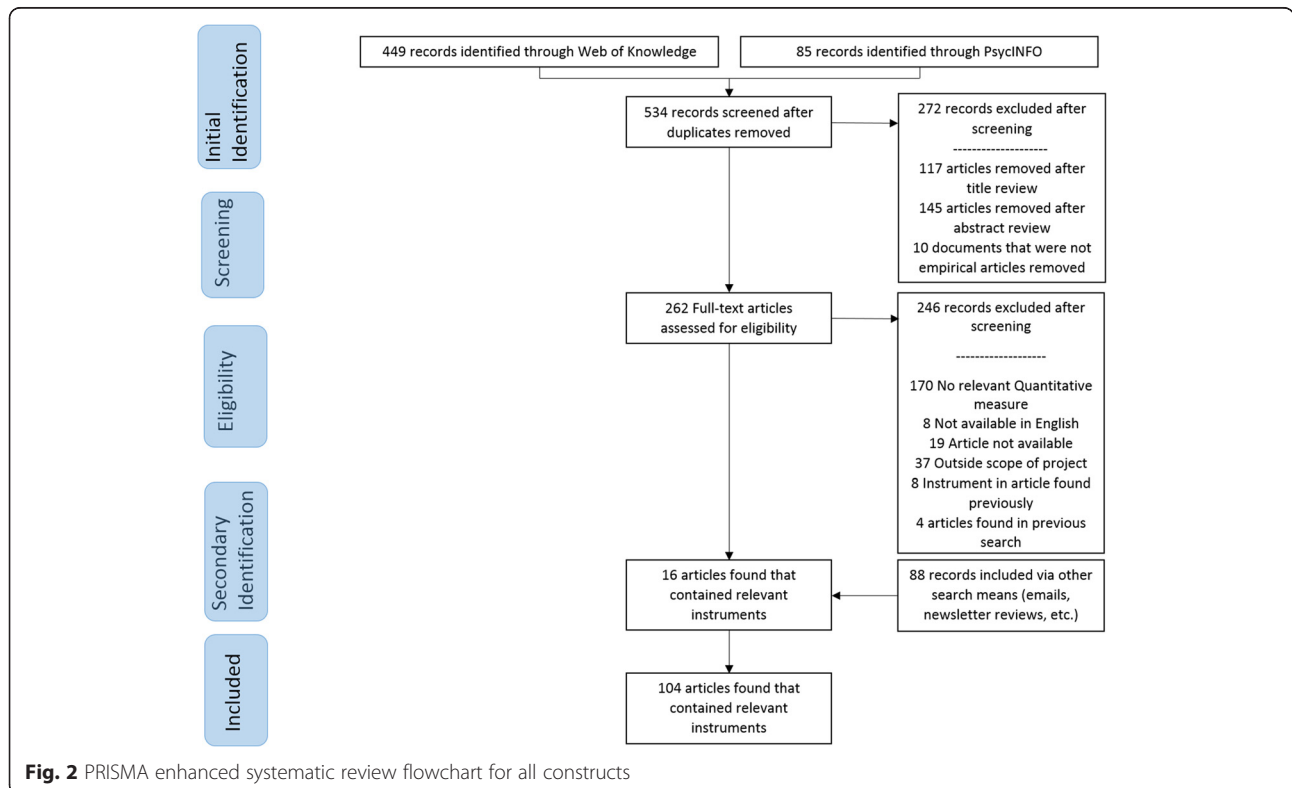 Initial
Identification
449 records identified through Web of Knowledge
85 records identified through PsycINFO
534 records screened after
duplicates removed
272 records excluded after
screening
--------------------
117 articles removed after
title review
145 articles removed after
abstract review
10 documents that were not
empirical articles removed
Screening
262 Full-text articles
assessed for eligibility
246 records excluded after
screening
-------------------
170 No relevant Quantitative
measure
8 Not available in English
19 Article not available
37 Outside scope of project
8 Instrument in article found
previously
4 articles found in previous
search
Eligibility
Secondary
Identification
16 articles found that
contained relevant
instruments
88 records included via other
search means (emails,
newsletter reviews, etc.)
Included
104 articles found that
contained relevant
instruments
Fig. 2 PRISMA enhanced systematic review flowchart for all constructs